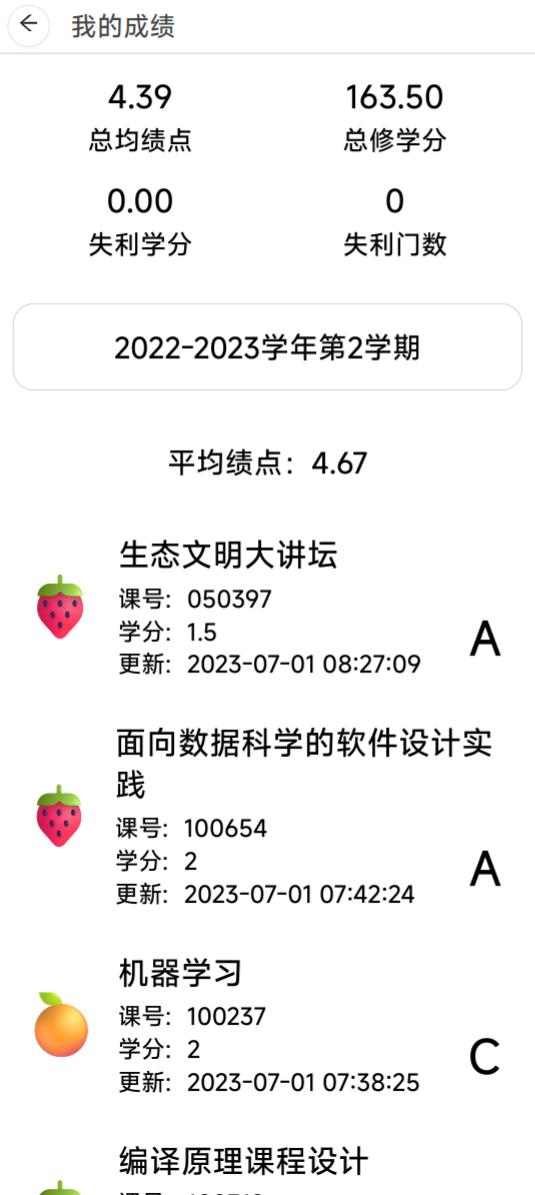 我的成绩
4.39 163.50
总均绩点 总修学分
0.00 0
失利学分 失利门数
2022-2023学年第2学期
平均绩点：4.67
生态文明大讲坛
课号：050397
学分：1.5
更新：2023-07-01 08:27:09
A
面向数据科学的软件设计实
践
课号：100654
学分：2
更新：2023-07-01 07:42:24
A
机器学习
课号：100237
学分：2
更新：2023-07-01 07:38:25
C
编译原理课程设计